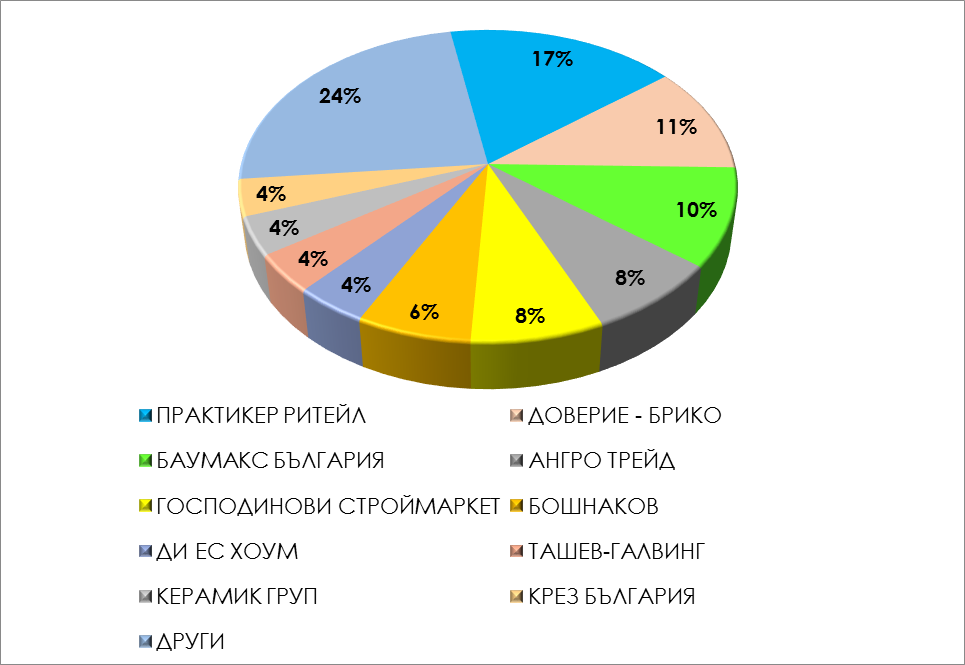 17%
24%
11%
4%
10%
4%
4%
8%
4%
6%
8%
ПРАКТИКЕР РИТЕЙЛ
ДОВЕРИЕ - БРИКО
БАУМАКС БЪЛГАРИЯ
АНГРО ТРЕЙД
ГОСПОДИНОВИ СТРОЙМАРКЕТ
БОШНАКОВ
ДИ ЕС ХОУМ
ТАШЕВ-ГАЛВИНГ
КЕРАМИК ГРУП
КРЕЗ БЪЛГАРИЯ
ДРУГИ